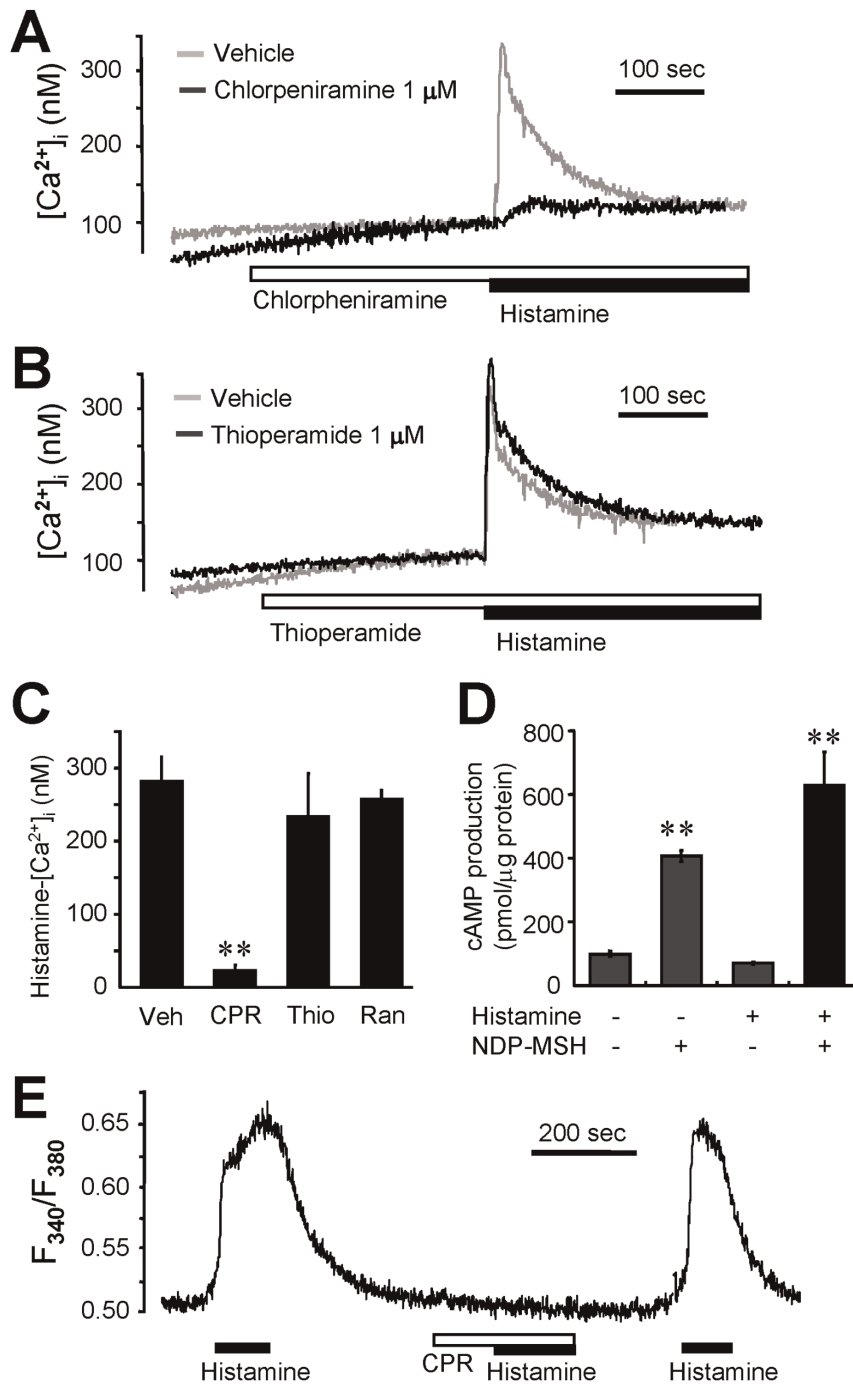 A
Vehicle
Chlorpeniramine 1 μM
100 sec
[Ca2+]i (nM)
300
200
100
Chlorpheniramine
Histamine
B
Vehicle
Thioperamide 1 μM
100 sec
[Ca2+]i (nM)
300
200
100
Thioperamide
Histamine
C
Histamine-[Ca2+]i (nM)
300
200
100
0
**
Veh CPR Thio Ran
D
cAMP production
(pmol/μg protein)
800
600
400
200
0
**
**
Histamine - - + +
NDP-MSH - + - +
E
F340/F380
0.65
0.60
0.55
0.50
200 sec
Histamine
CPR
Histamine
Histamine